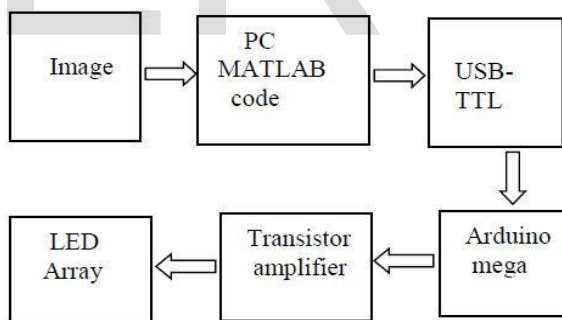 Image
PC
MATLAB
code
USB-
TTL
Arduino
mega
Transistor
amplifier
LED
Array